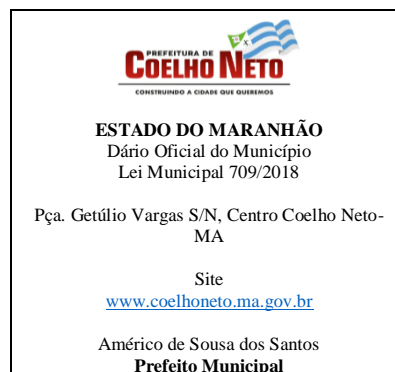 PREFEITURA DE
COELHO NETO
CONSTRUINDO A CIDADE QUE QUEREMOS
ESTADO DO MARANHÃO
Dário Oficial do Município
Lei Municipal 709/2018
Pça. Getúlio Vargas S/N, Centro Coelho Neto-
MA
Site
www.coelhoneto.ma.gov.br
Américo de Sousa dos Santos
Prefeito Municipal